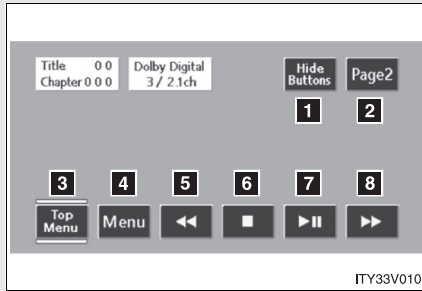 Title 0 0
Chapter 0 0 0
Dolby Digital
3 / 2.1ch
Hide
Buttons
Page2
1
2
3
4
5
6
7
8
Top
Menu
Menu
ITY33V010